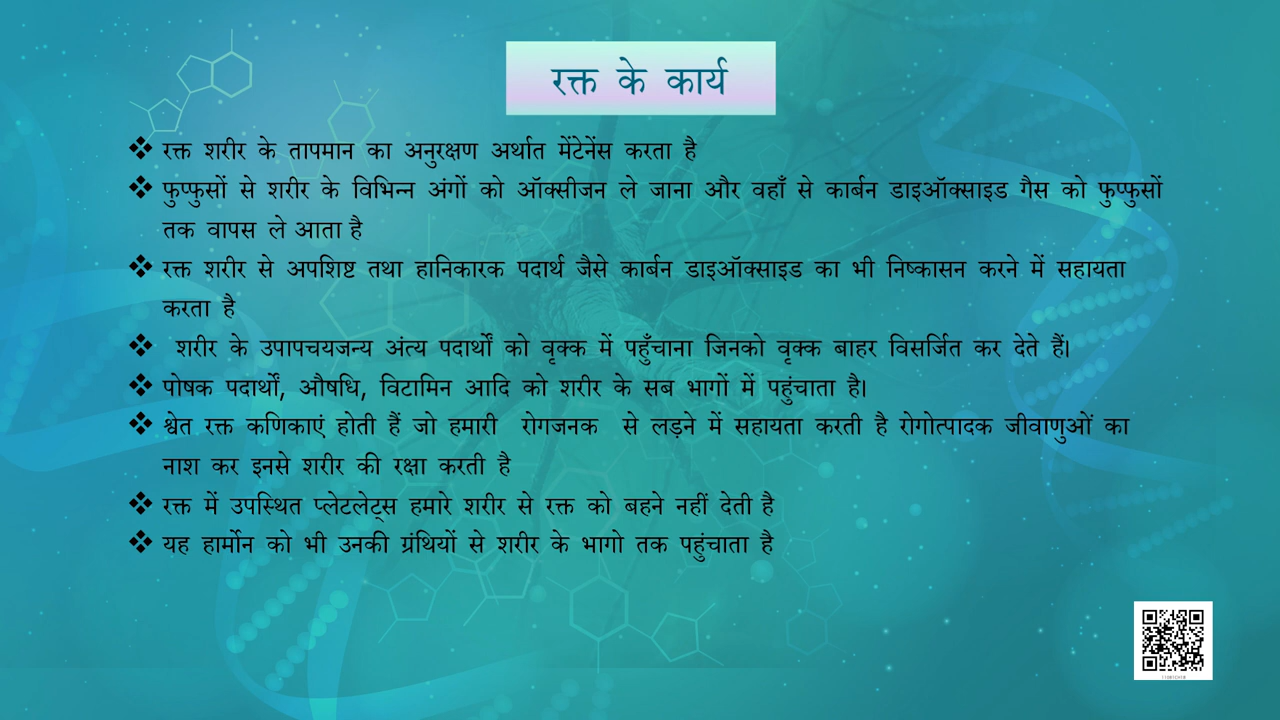 रक्त के कार्य
❖ रक्त शरीर के तापमान का अनुरक्षण अर्थात मेंटेनेंस करता है
❖ फुफ्फुसों से शरीर के विभिन्न अंगों को ऑक्सीजन ले जाना और वहाँ से कार्बन डाइऑक्साइड गैस को फुफ्फुसों
तक वापस ले आता है
❖ रक्त शरीर से अपशिष्ट तथा हानिकारक पदार्थ जैसे कार्बन डाइऑक्साइड का भी निष्कासन करने में सहायता
करता है
❖ शरीर के उपापचयजन्य अंत्य पदार्थों को वृक्क में पहुँचाना जिनको वृक्क बाहर विसर्जित कर देते हैं।
❖ पोषक पदार्थों, औषधि, विटामिन आदि को शरीर के सब भागों में पहुंचाता है।
❖ श्वेत रक्त कणिकाएं होती हैं जो हमारी रोगजनक से लड़ने में सहायता करती है रोगोत्पादक जीवाणुओं का
नाश कर इनसे शरीर की रक्षा करती है
❖ रक्त में उपस्थित प्लेटलेट्स हमारे शरीर से रक्त को बहने नहीं देती है
❖ यह हार्मोन को भी उनकी ग्रंथियों से शरीर के भागो तक पहुंचाता है